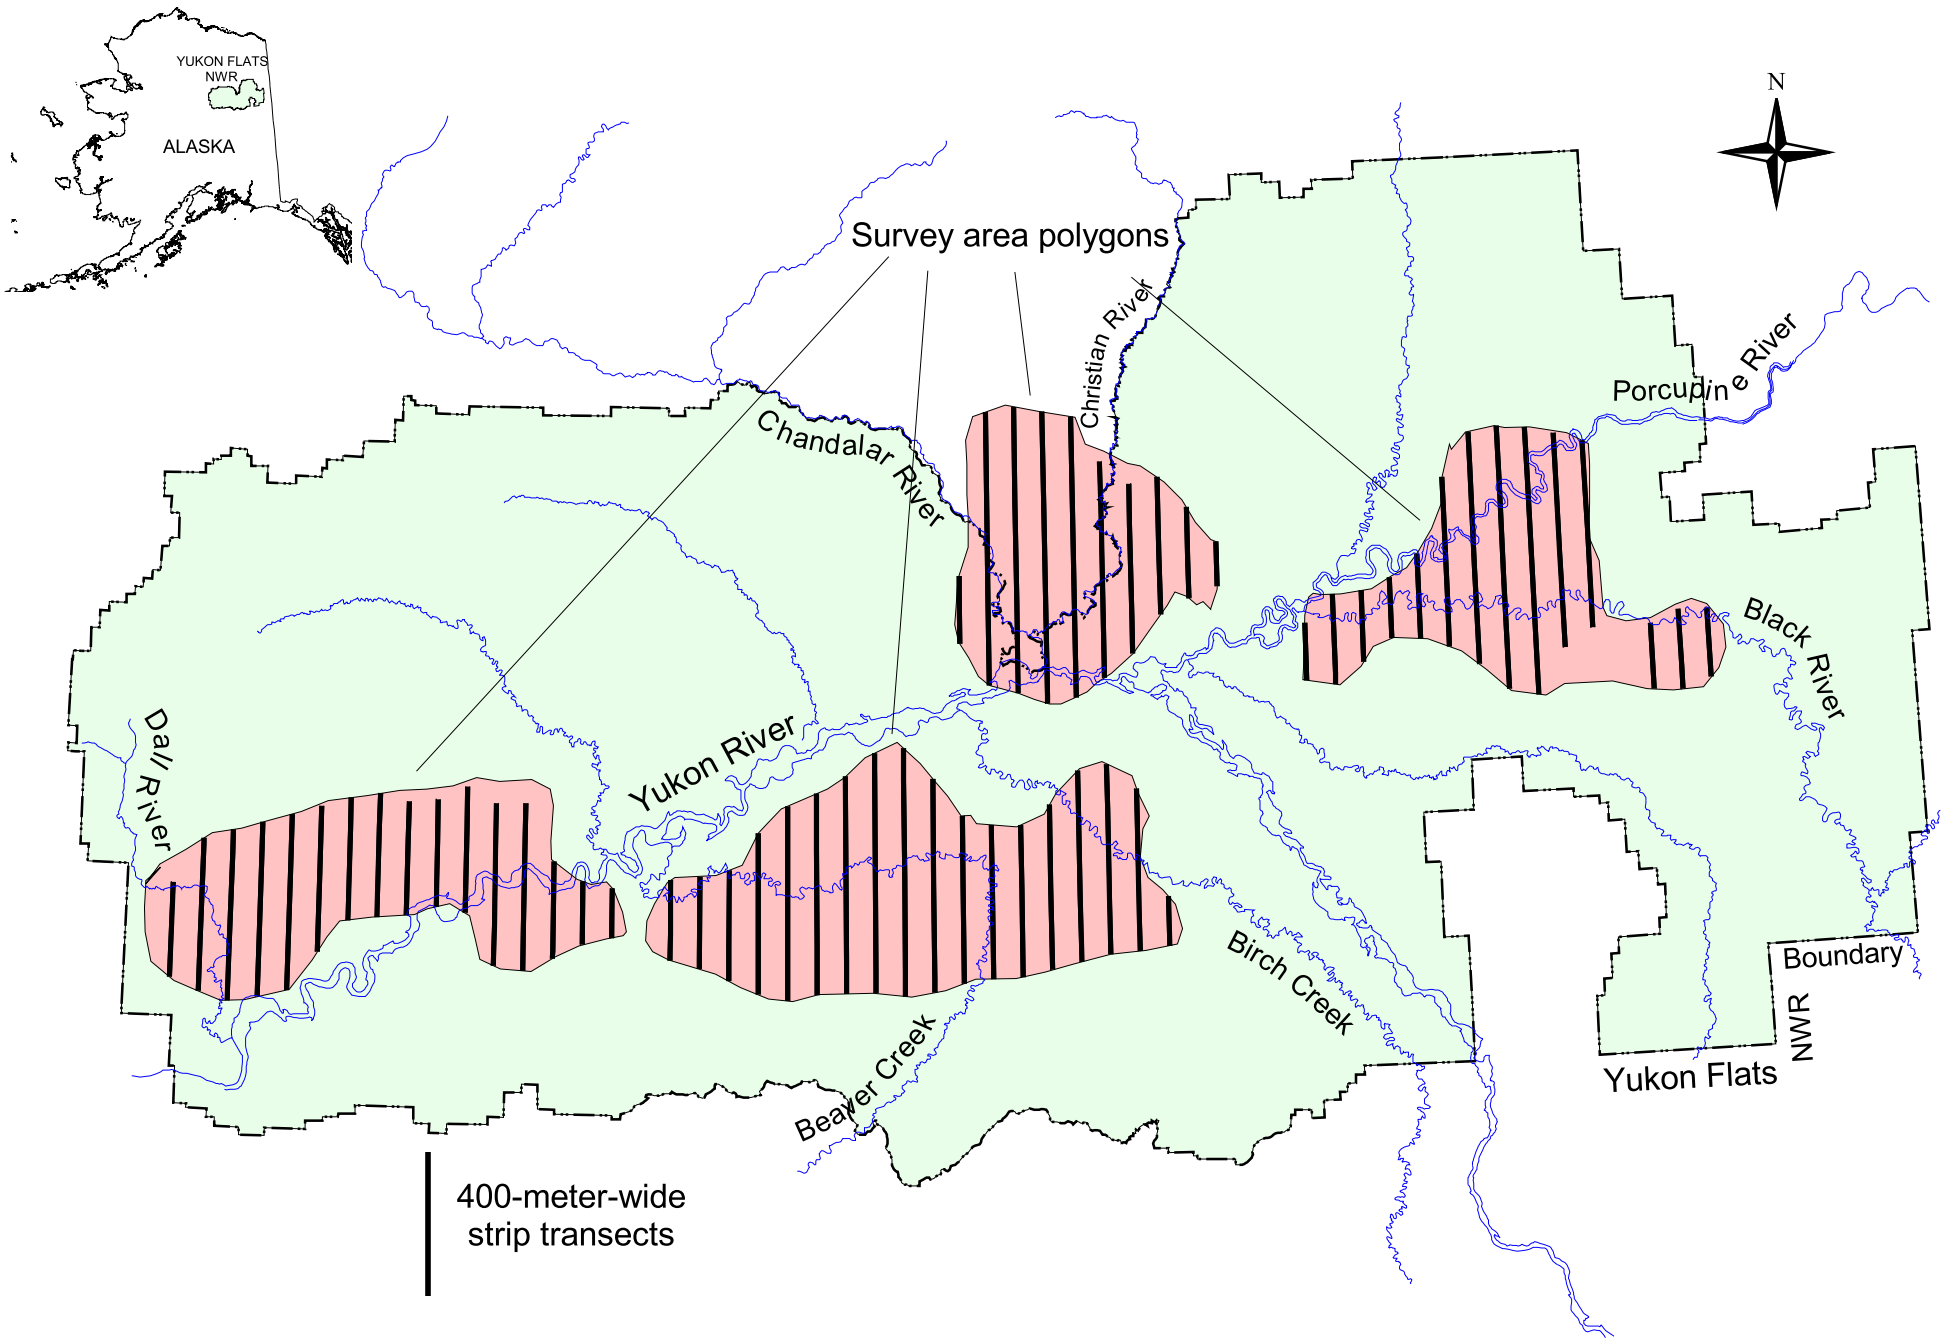 YUKON FLATS
NWR
ALASKA
N
Survey area polygons
Christian River
Porcupine River
Chandalar River
Black River
Dall River
Yukon River
Birch Creek
Boundary
NWR
Yukon Flats
Beaver Creek
400-meter-wide
strip transects